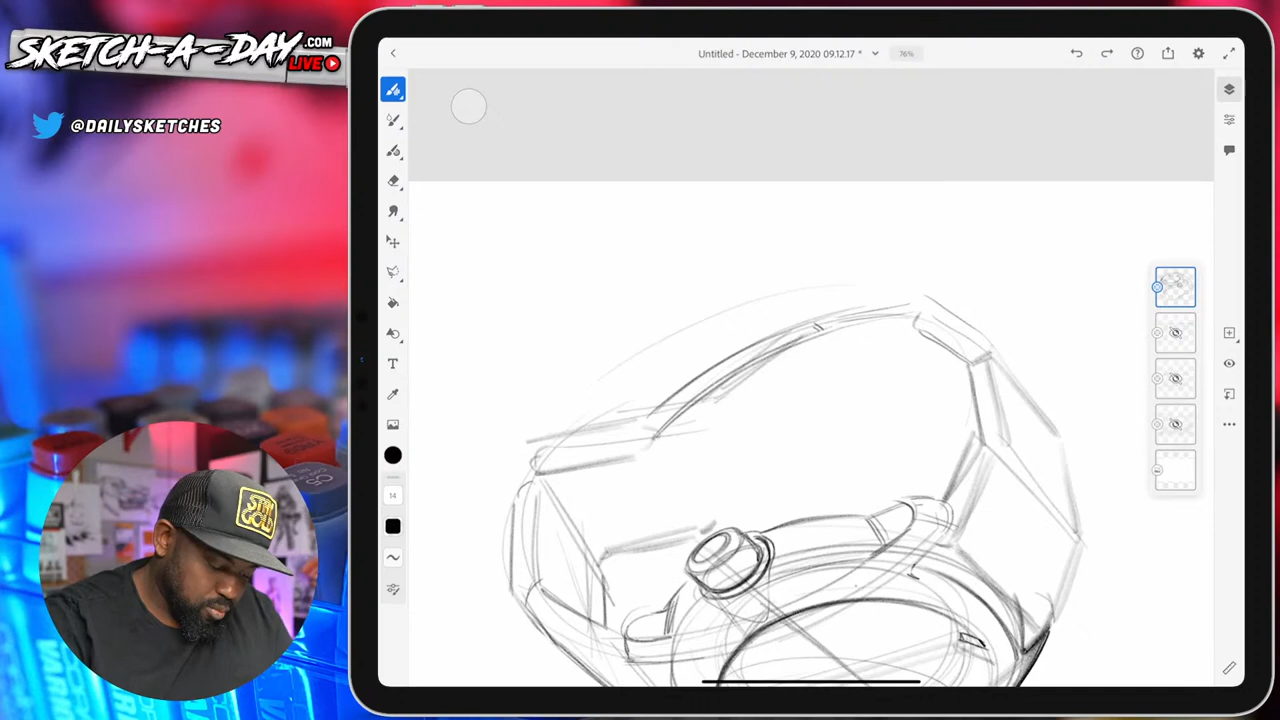 SKETCH-A-DAY.COM
LIVE
@DAILYSKETCHES
Untitled - December 9, 2020 09.12.17 *
76%
T
14
STAY
GOLD